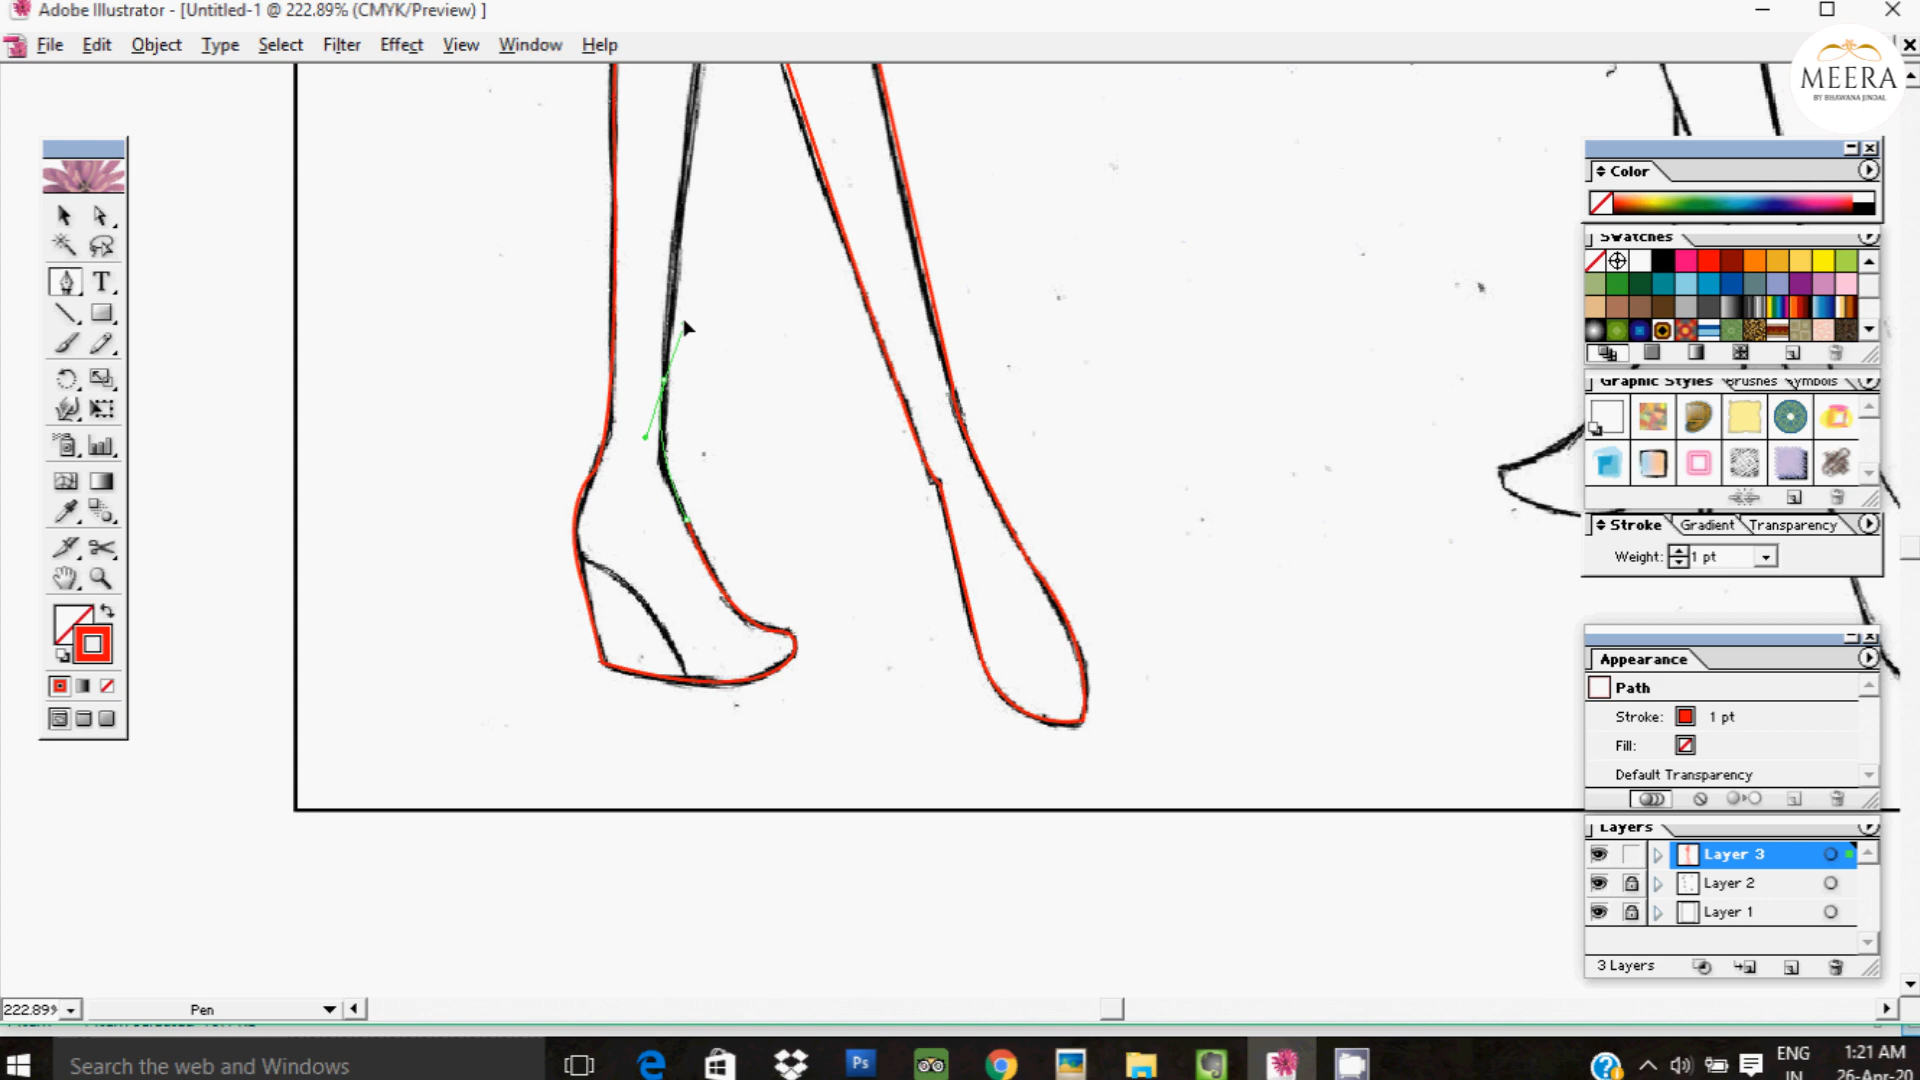 Adobe Illustrator - [Untitled-1 @ 222.89% (CMYK/Preview) ]
File Edit Object Type Select Filter Effect View Window Help
MEERA
BY BHAWANA JINDAL
Color
Swatches
Graphic Styles Brushes Symbols
Stroke Gradient Transparency
Weight: 1 pt
Appearance
Path
Stroke: 1 pt
Fill:
Default Transparency
Layers
Layer 3
Layer 2
Layer 1
3 Layers
222.89% Pen
Search the web and Windows
Ps
ENG
IN
1:21 AM
26-Apr-20